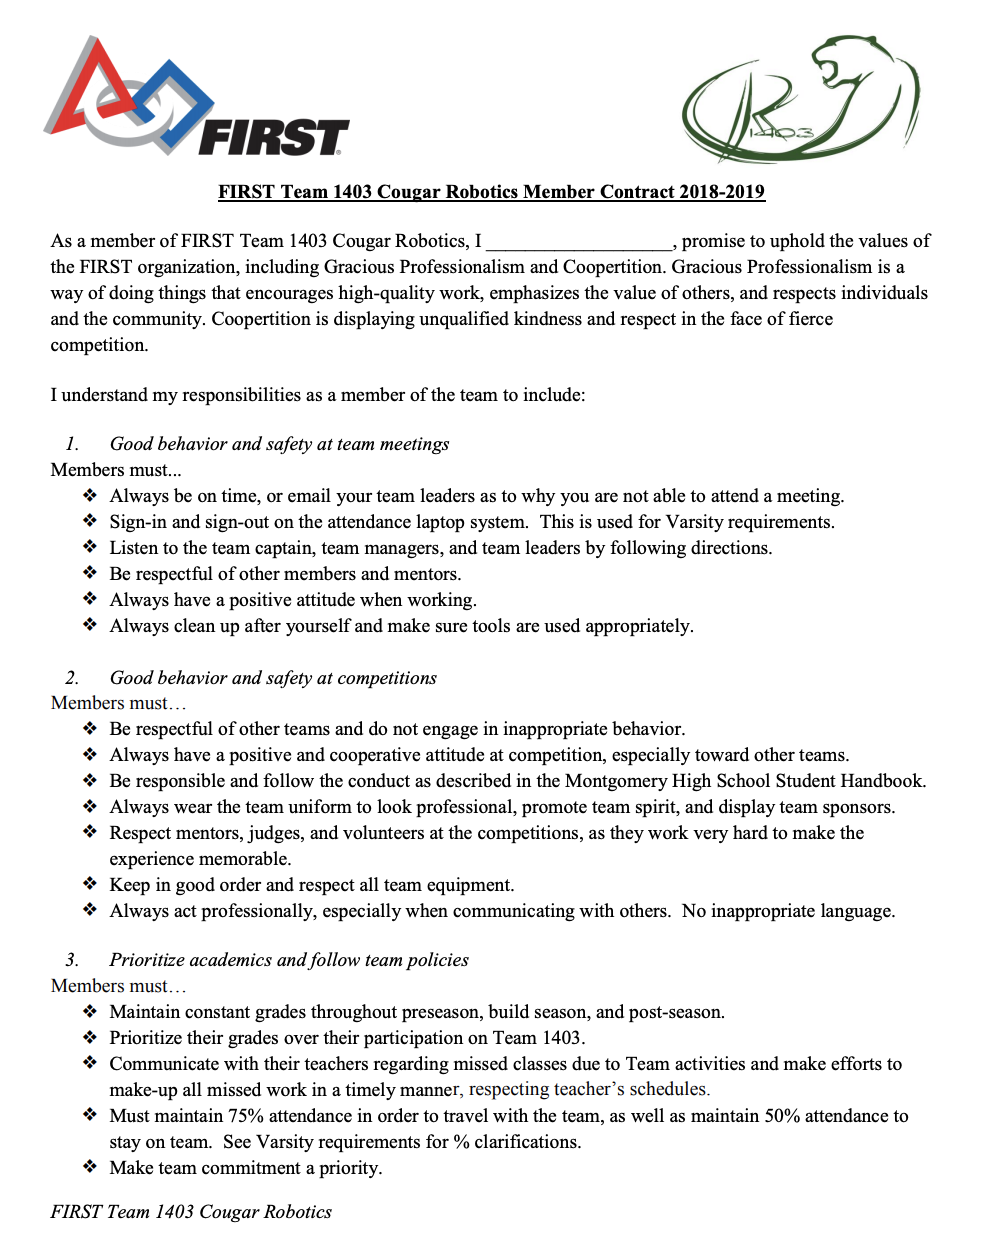 FIRST
R
1403
FIRST Team 1403 Cougar Robotics Member Contract 2018-2019
As a member of FIRST Team 1403 Cougar Robotics, I ___________________, promise to uphold the values of
the FIRST organization, including Gracious Professionalism and Coopertition. Gracious Professionalism is a
way of doing things that encourages high-quality work, emphasizes the value of others, and respects individuals
and the community. Coopertition is displaying unqualified kindness and respect in the face of fierce
competition.
I understand my responsibilities as a member of the team to include:
1. Good behavior and safety at team meetings
Members must...
❖ Always be on time, or email your team leaders as to why you are not able to attend a meeting.
❖ Sign-in and sign-out on the attendance laptop system.  This is used for Varsity requirements.
❖ Listen to the team captain, team managers, and team leaders by following directions.
❖ Be respectful of other members and mentors.
❖ Always have a positive attitude when working.
❖ Always clean up after yourself and make sure tools are used appropriately.
2. Good behavior and safety at competitions
Members must…
❖ Be respectful of other teams and do not engage in inappropriate behavior.
❖ Always have a positive and cooperative attitude at competition, especially toward other teams.
❖ Be responsible and follow the conduct as described in the Montgomery High School Student Handbook.
❖ Always wear the team uniform to look professional, promote team spirit, and display team sponsors.
❖ Respect mentors, judges, and volunteers at the competitions, as they work very hard to make the
experience memorable.
❖ Keep in good order and respect all team equipment.
❖ Always act professionally, especially when communicating with others.  No inappropriate language.
3. Prioritize academics and follow team policies
Members must…
❖ Maintain constant grades throughout preseason, build season, and post-season.
❖ Prioritize their grades over their participation on Team 1403.
❖ Communicate with their teachers regarding missed classes due to Team activities and make efforts to
make-up all missed work in a timely manner, respecting teacher’s schedules.
❖ Must maintain 75% attendance in order to travel with the team, as well as maintain 50% attendance to
stay on team.  See Varsity requirements for % clarifications.
❖ Make team commitment a priority.
FIRST Team 1403 Cougar Robotics